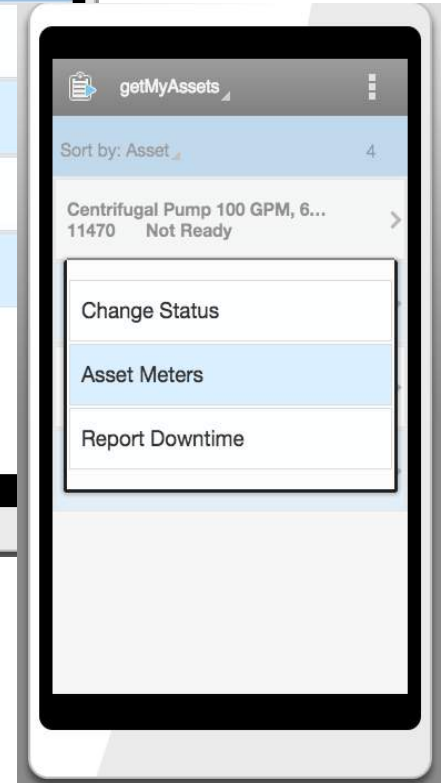 getMyAssets
Sort by: Asset 4
Centrifugal Pump 100 GPM, 6...
11470 Not Ready
Change Status
Asset Meters
Report Downtime